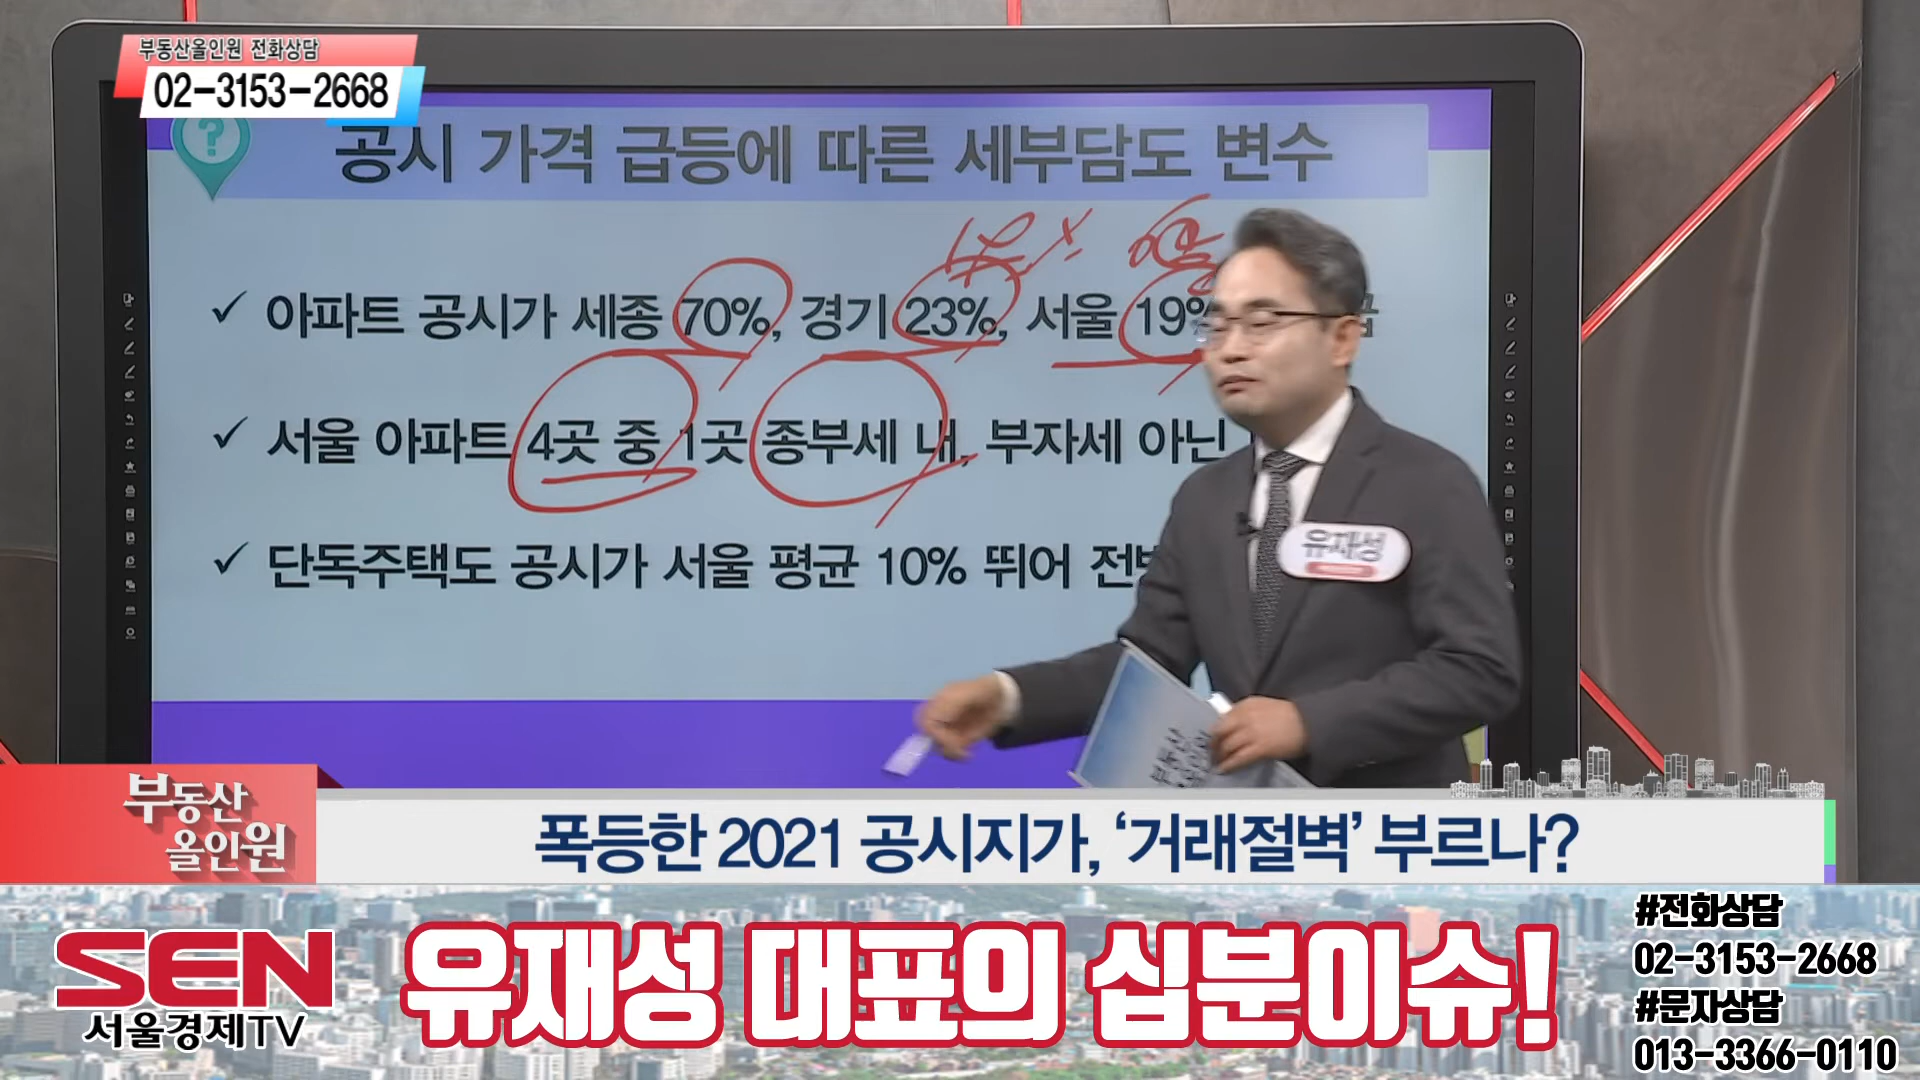 부동산올인원 전화상담
02-3153-2668
?
공시 가격 급등에 따른 세부담도 변수
✓ 아파트 공시가 세종 70%, 경기 23%, 서울 19%
✓ 서울 아파트 4곳 중 1곳 종부세 내, 부자세 아닌
✓ 단독주택도 공시가 서울 평균 10% 뛰어
유재성
부동산
올인원
폭등한 2021 공시지가, ‘거래절벽’ 부르나?
SEN
서울경제TV
유재성 대표의 십분이슈!
#전화상담
02-3153-2668
#문자상담
013-3366-0110